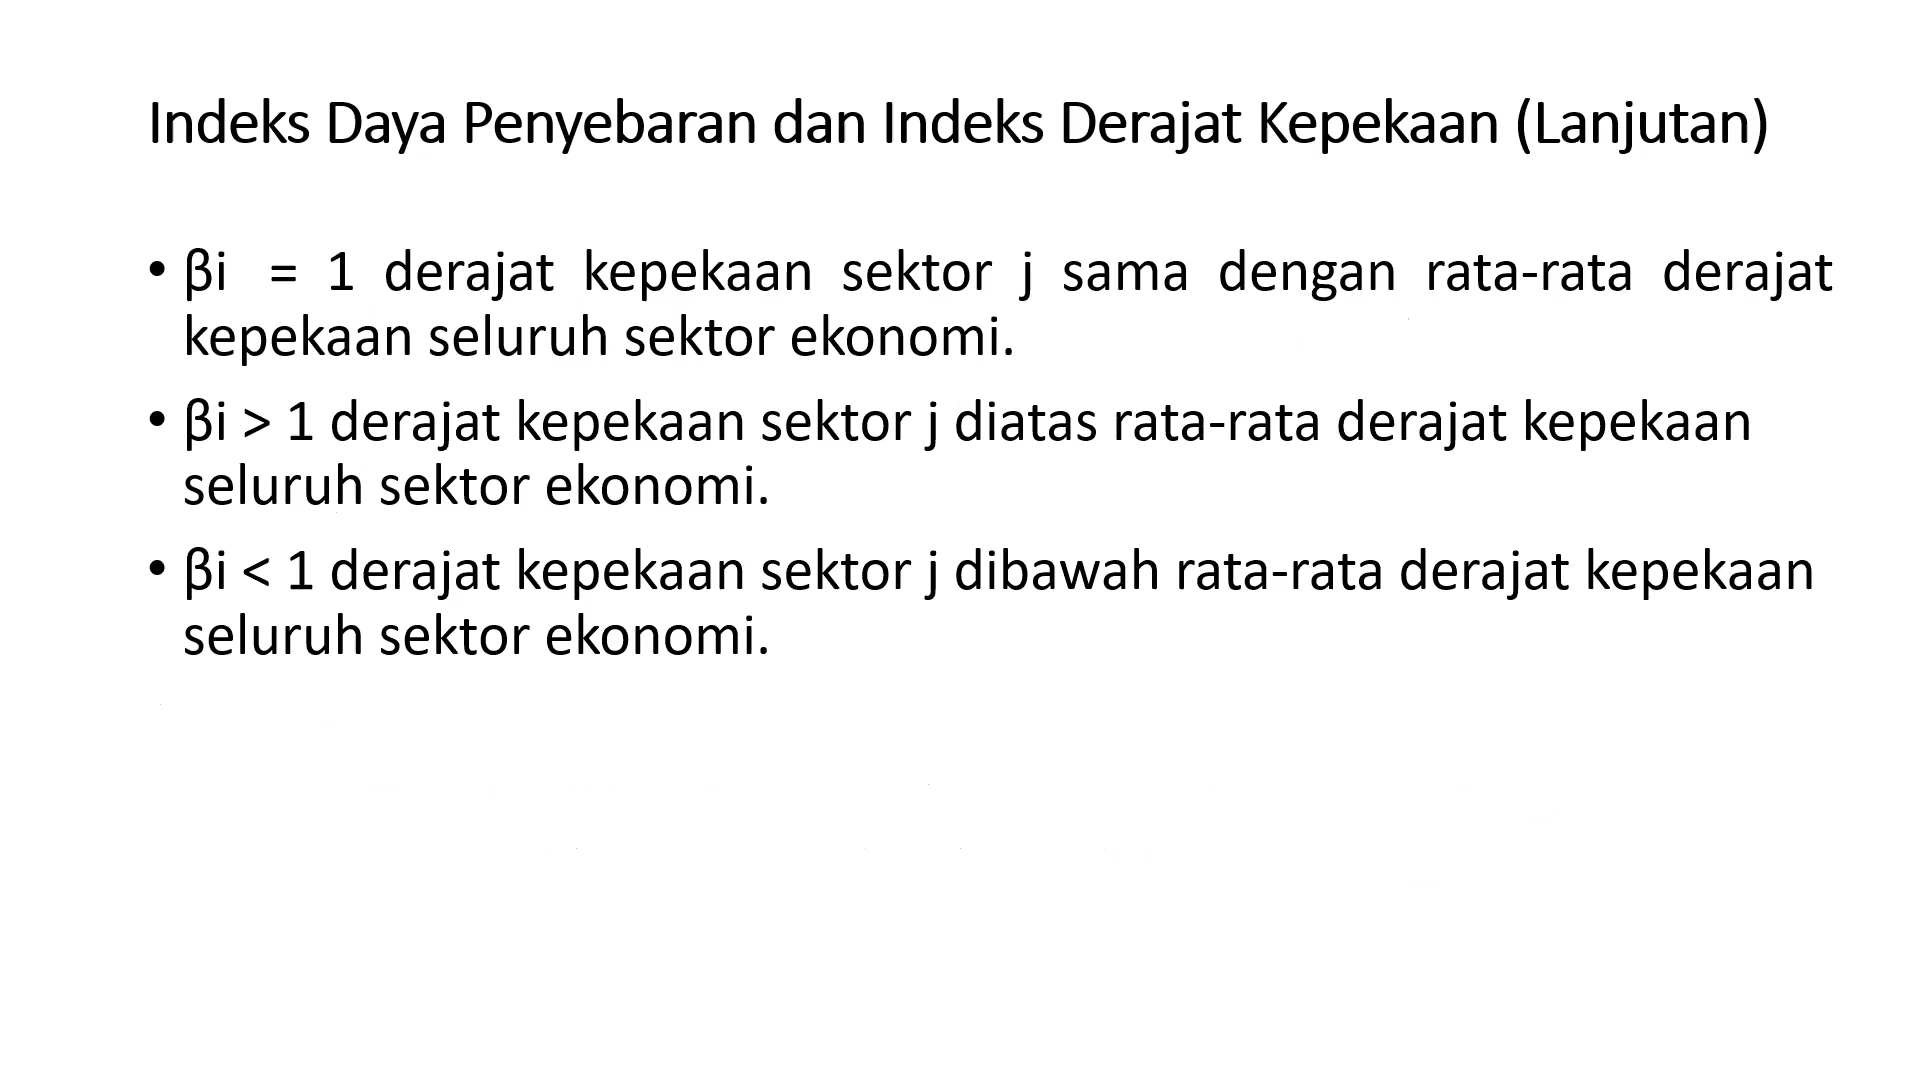 Indeks Daya Penyebaran dan Indeks Derajat Kepekaan (Lanjutan)
• βi = 1 derajat kepekaan sektor j sama dengan rata-rata derajat
kepekaan seluruh sektor ekonomi.
• βi > 1 derajat kepekaan sektor j diatas rata-rata derajat kepekaan
seluruh sektor ekonomi.
• βi < 1 derajat kepekaan sektor j dibawah rata-rata derajat kepekaan
seluruh sektor ekonomi.